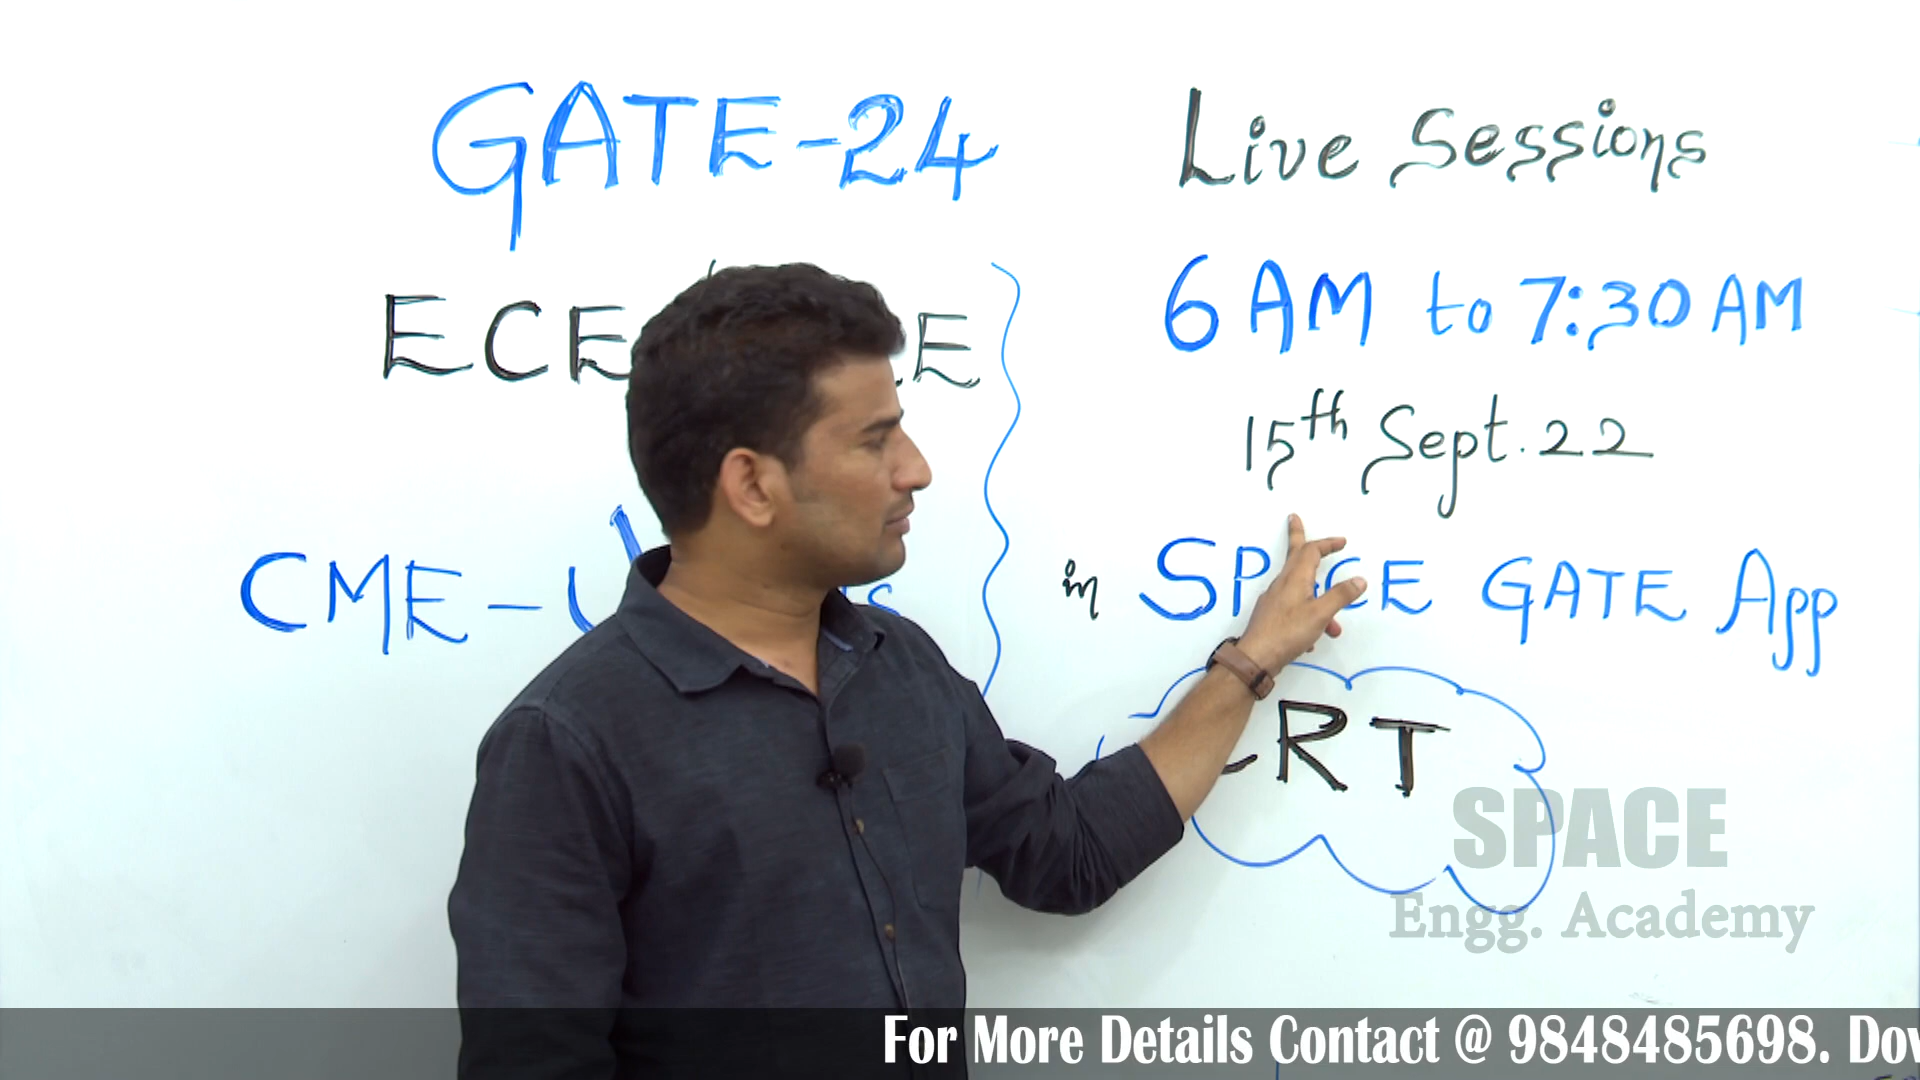 GATE-24
Live Sessions
ECE
6 AM to 7:30 AM
15th Sept. 22
CME -
in SPACE GATE App
RT
SPACE
Engg. Academy
For More Details Contact @ 9848485698. Dov